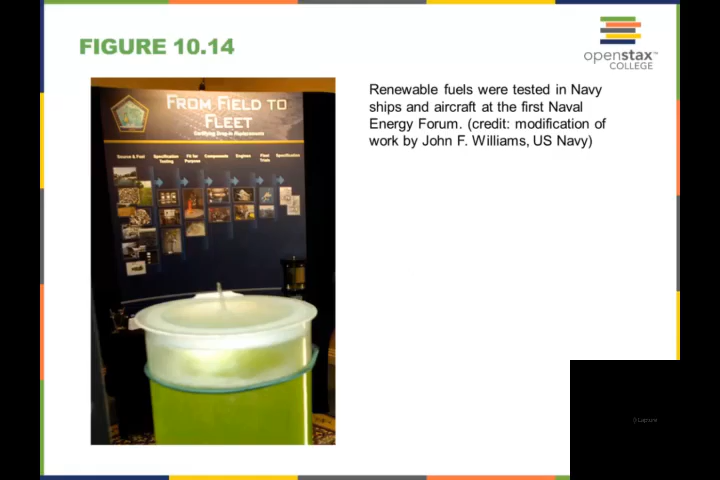 FIGURE 10.14
openstax™
COLLEGE
Renewable fuels were tested in Navy
ships and aircraft at the first Naval
Energy Forum. (credit: modification of
work by John F. Williams, US Navy)
FROM FIELD TO
FLEET
Certifying Drop-in Replacements
Source & Fuel Specification Testing Fit for Purpose Components Engines Fleet Trials Specification